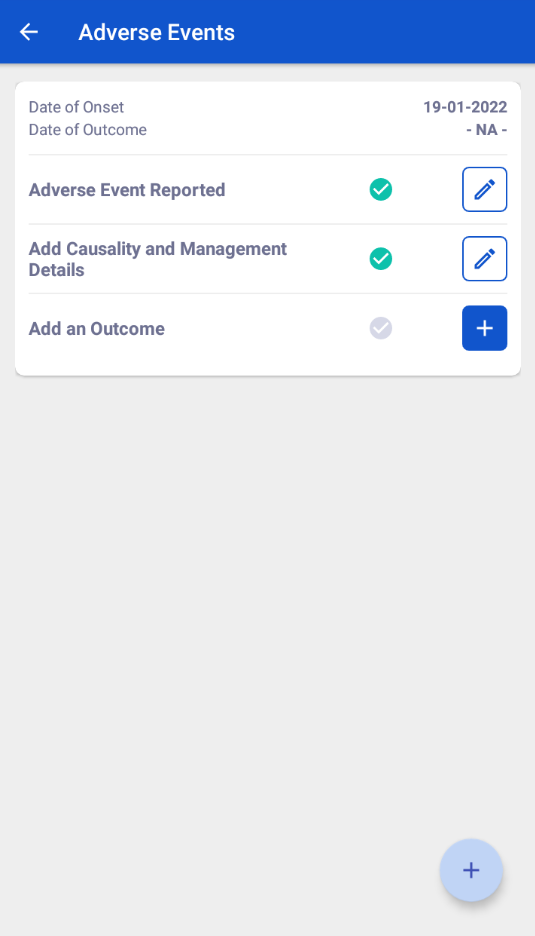 Adverse Events
Date of Onset 19-01-2022
Date of Outcome - NA -
Adverse Event Reported
Add Causality and Management
Details
Add an Outcome